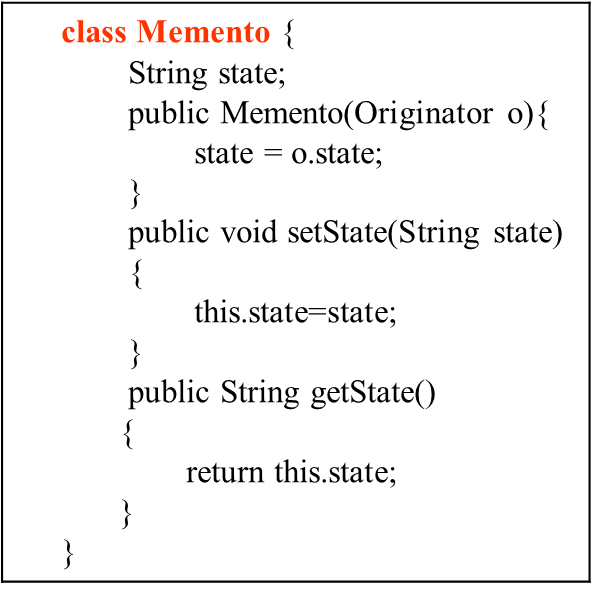 class Memento {
String state;
public Memento(Originator o){
state = o.state;
}
public void setState(String state)
{
this.state=state;
}
public String getState()
{
return this.state;
}
}